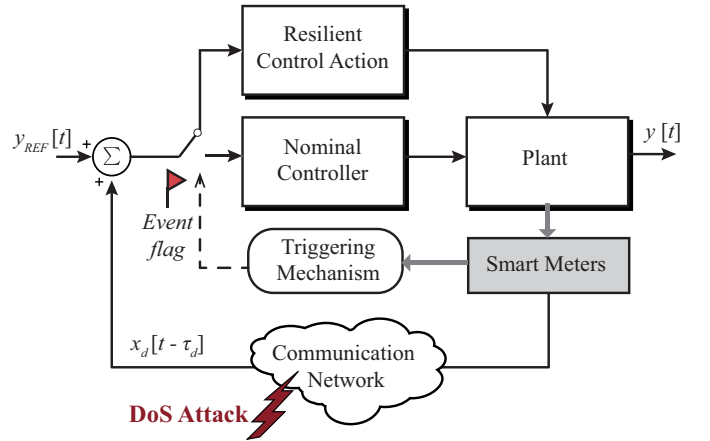 Resilient
Control Action
y_REF [t]
+
Σ
+
Nominal
Controller
Plant
y [t]
Event
flag
Triggering
Mechanism
Smart Meters
x_d [t - τ_d]
Communication
Network
DoS Attack